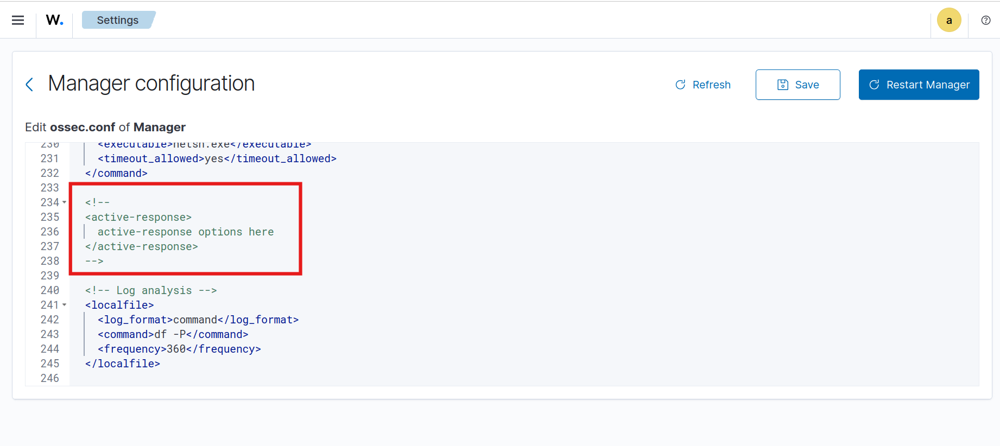 W.
Settings
a
Manager configuration
Refresh
Save
Restart Manager
Edit ossec.conf of Manager
230 <executable>netsh.exe</executable>
231 <timeout_allowed>yes</timeout_allowed>
232 </command>
233
234 <!--
235 <active-response>
236 active-response options here
237 </active-response>
238 -->
239
240 <!-- Log analysis -->
241 <localfile>
242 <log_format>command</log_format>
243 <command>df -P</command>
244 <frequency>360</frequency>
245 </localfile>
246